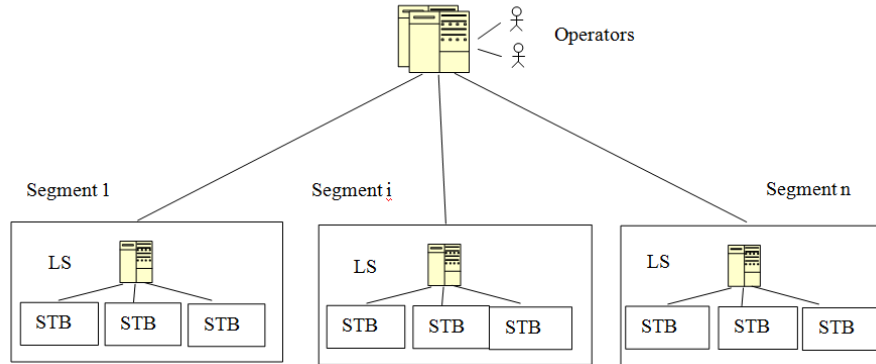 Operators
Segment 1
Segment i
Segment n
LS
LS
LS
STB
STB
STB
STB
STB
STB
STB
STB
STB